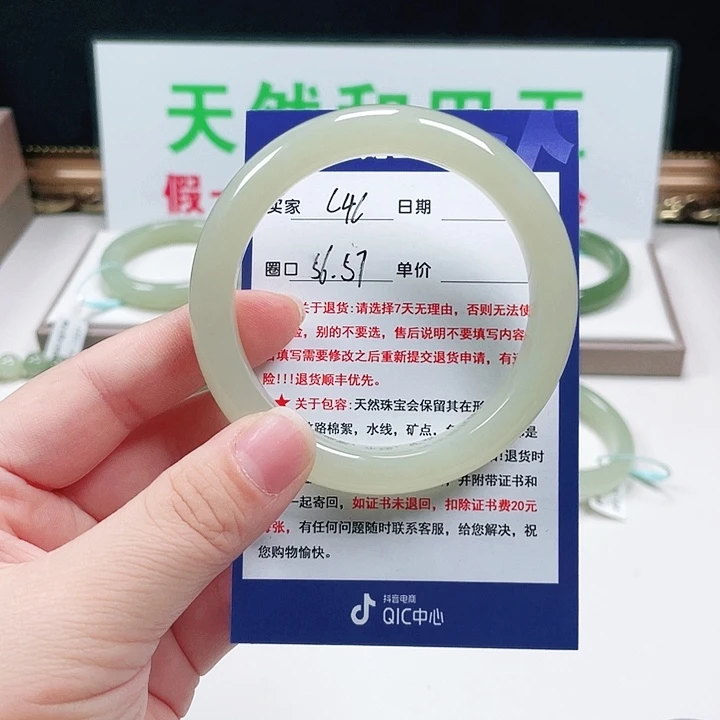 天然和田玉
假一
买家 L46 日期
圈口 56.57 单价
关于退货:请选择7天无理由,否则无法使
险,别的不要选,售后说明不要填写内容
填写需要修改之后重新提交退货申请,有
险!!!退货顺丰优先。
★ 关于包容:天然珠宝会保留其在形
路棉絮,水线,矿点,
是
!退货时
并附带证书和
一起寄回,如证书未退回,扣除证书费20元
张,有任何问题随时联系客服,给您解决,祝
您购物愉快。
抖音电商
QIC中心